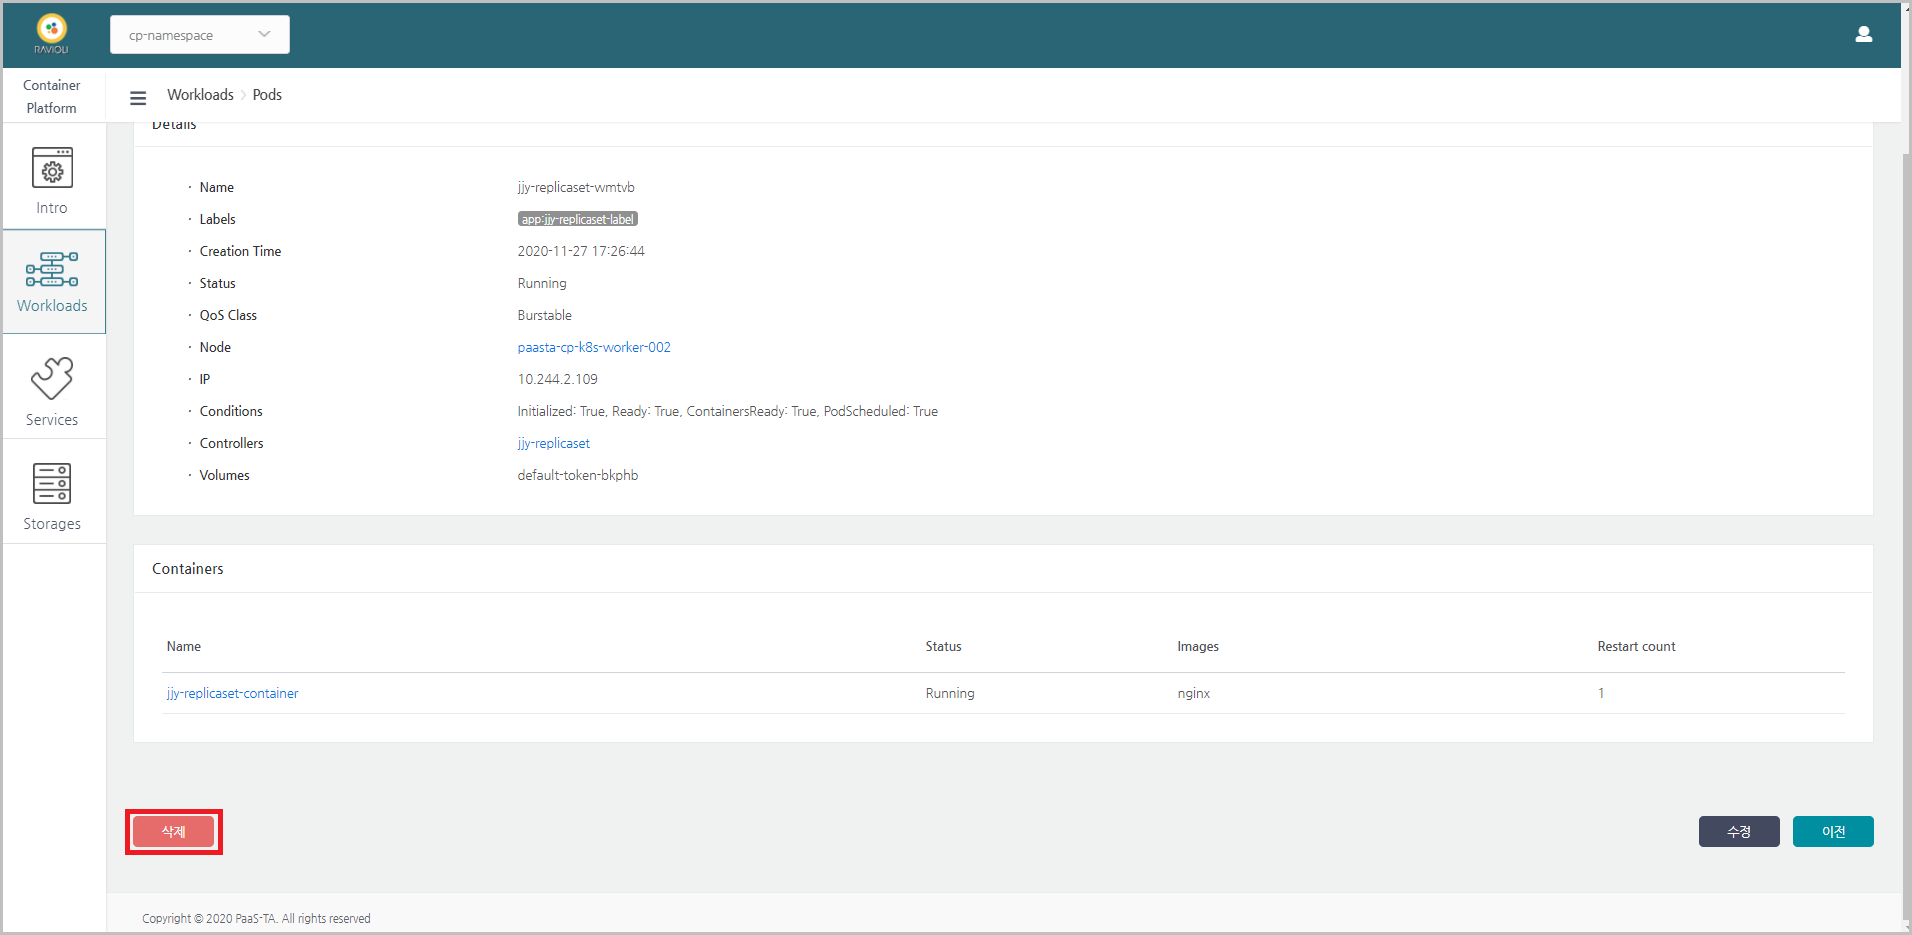 RAVIOLI
cp-namespace
Container
Platform
Workloads
Pods
Intro
Workloads
Services
Storages
Details
· Name jjy-replicaset-wmtvb
· Labels app:jjy-replicaset-label
· Creation Time 2020-11-27 17:26:44
· Status Running
· QoS Class Burstable
· Node paasta-cp-k8s-worker-002
· IP 10.244.2.109
· Conditions Initialized: True, Ready: True, ContainersReady: True, PodScheduled: True
· Controllers jjy-replicaset
· Volumes default-token-bkphb
Containers
Name Status Images Restart count
jjy-replicaset-container Running nginx 1
삭제 수정 이전
Copyright © 2020 PaaS-TA. All rights reserved